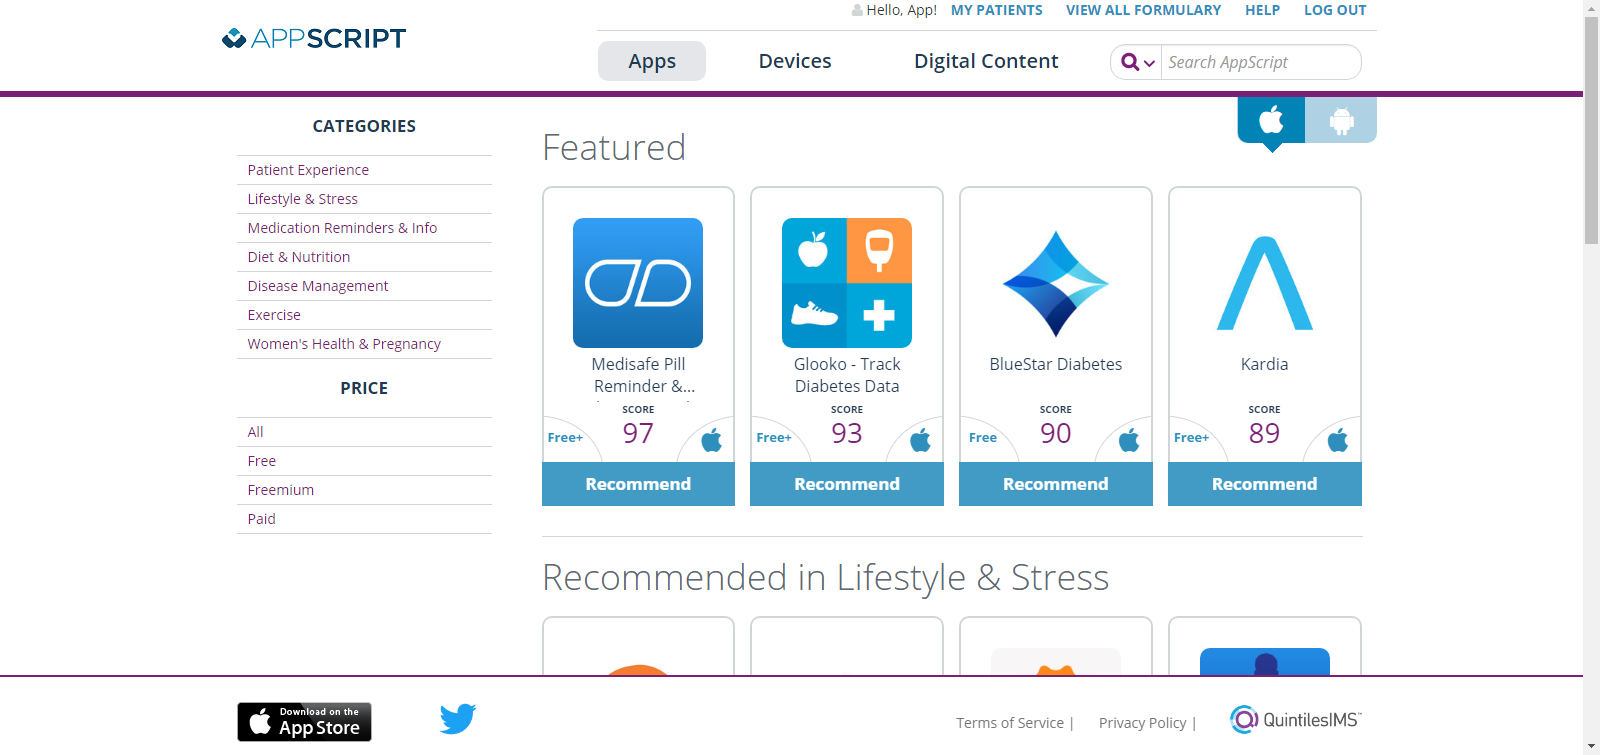 Hello, App!
MY PATIENTS
VIEW ALL FORMULARY
HELP
LOG OUT
APPSCRIPT
Apps
Devices
Digital Content
Search AppScript
CATEGORIES
Patient Experience
Lifestyle & Stress
Medication Reminders & Info
Diet & Nutrition
Disease Management
Exercise
Women's Health & Pregnancy
PRICE
All
Free
Freemium
Paid
Featured
Medisafe Pill
Reminder &...
SCORE
Free+
97
Recommend
Glooko - Track
Diabetes Data
SCORE
Free+
93
Recommend
BlueStar Diabetes
SCORE
Free
90
Recommend
Kardia
SCORE
Free+
89
Recommend
Recommended in Lifestyle & Stress
Download on the
App Store
Terms of Service |
Privacy Policy |
QuintilesIMS™